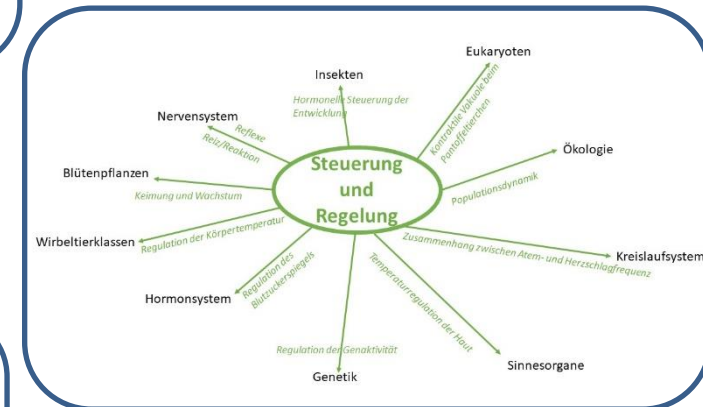 Eukaryoten
Kontraktile Vakuole beim
Pantoffeltierchen
Insekten
Hormonelle Steuerung der
Entwicklung
Nervensystem
Reflexe
Reiz/Reaktion
Ökologie
Populationsdynamik
Blütenpflanzen
Keimung und Wachstum
Steuerung
und
Regelung
Wirbeltierklassen
Regulation der Körpertemperatur
Zusammenhang zwischen Atem- und Herzschlagfrequenz
Kreislaufsystem
Hormonsystem
Regulation des
Blutzuckerspiegels
Temperaturregulation der Haut
Sinnesorgane
Regulation der Genaktivität
Genetik